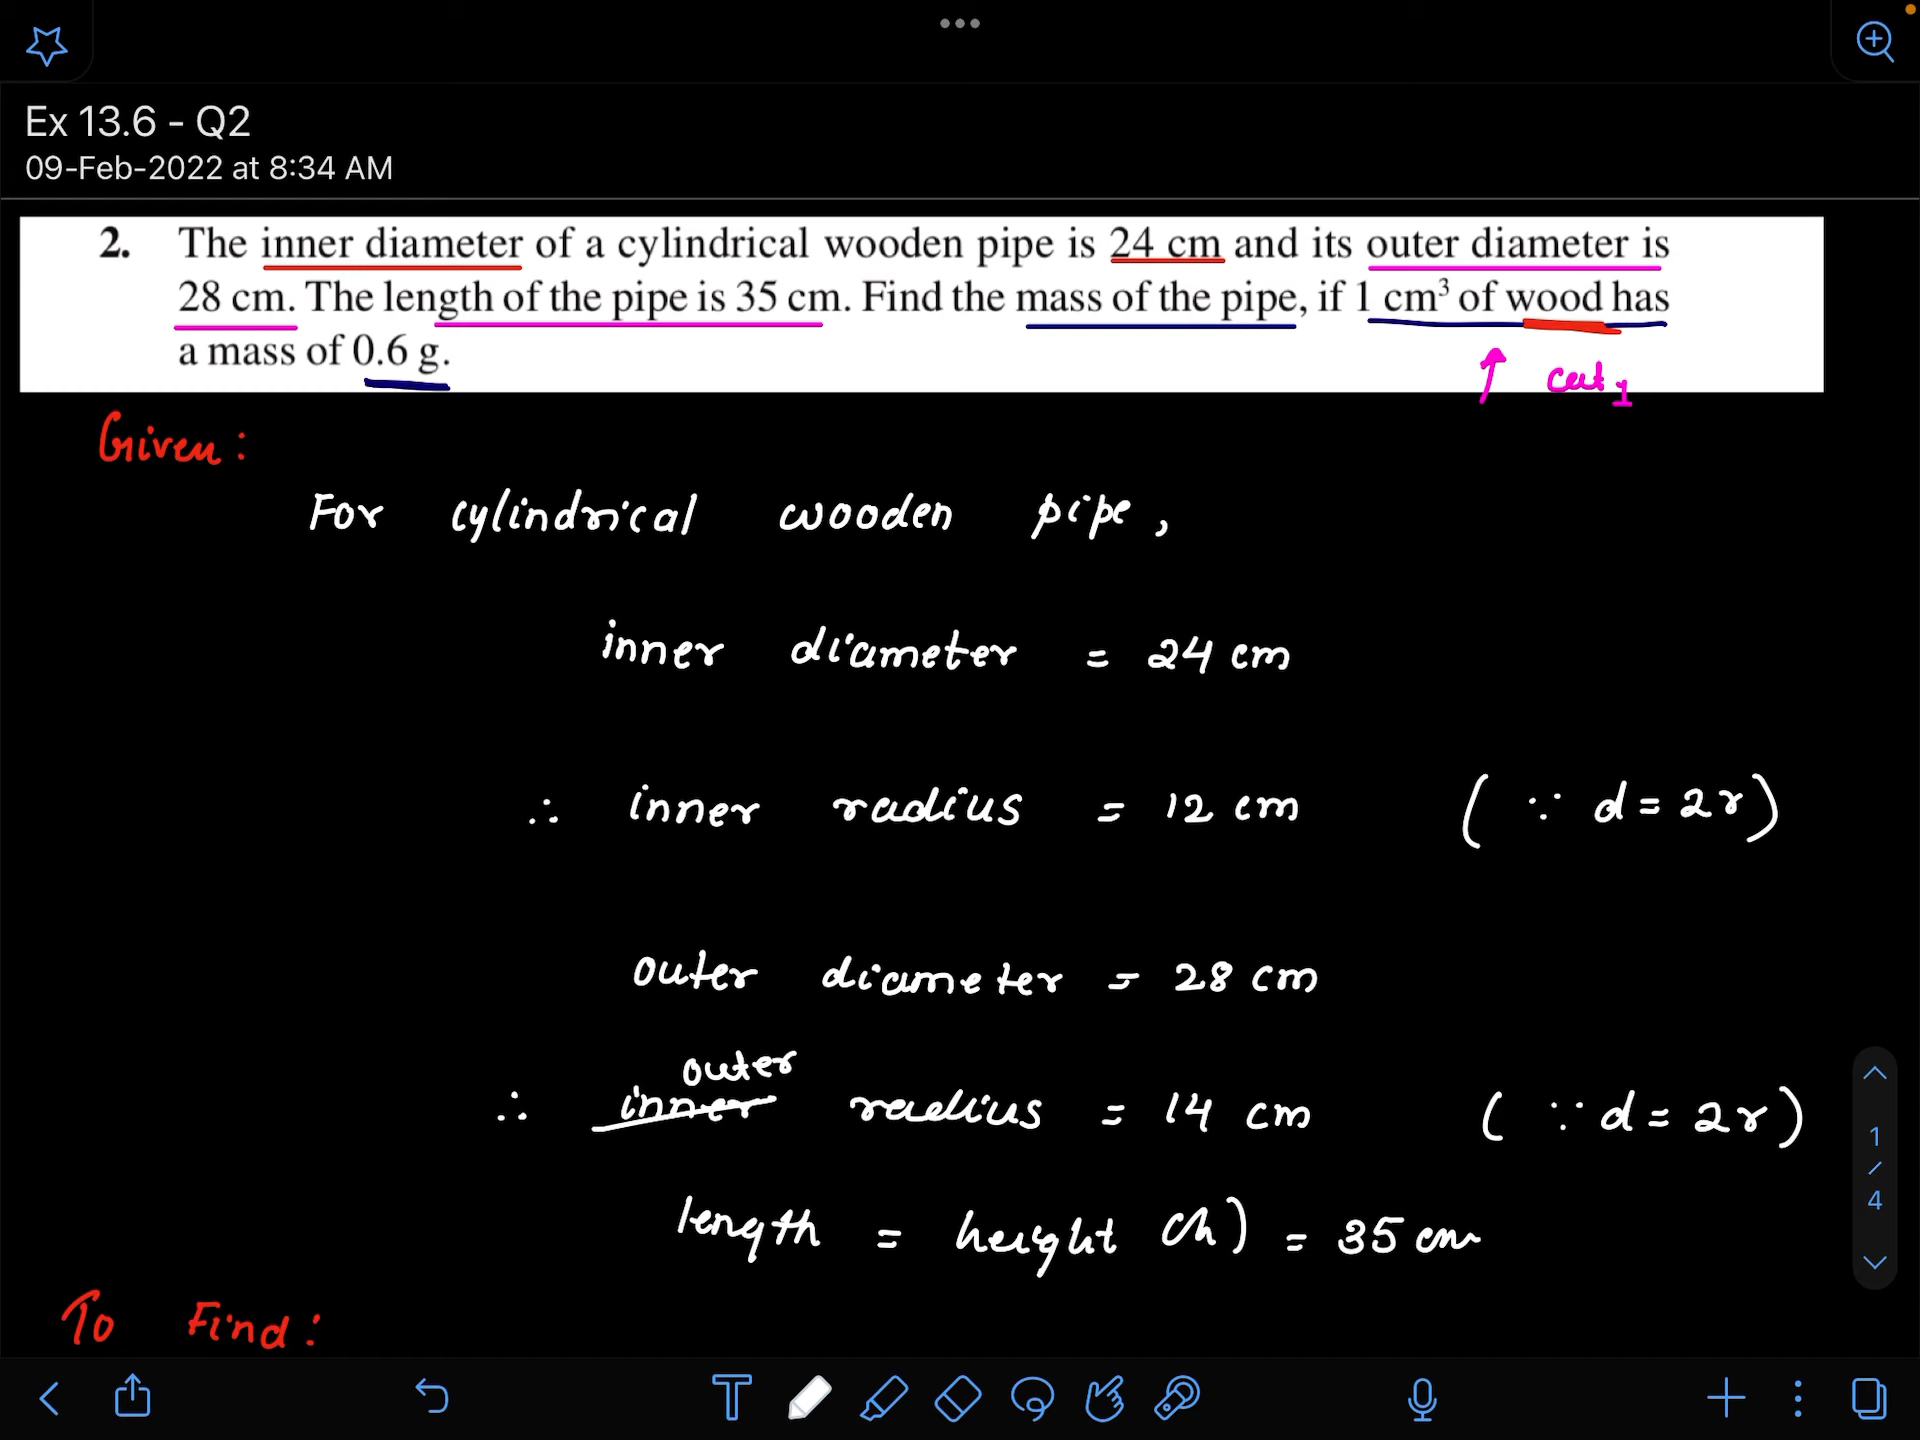 Ex 13.6 - Q2
09-Feb-2022 at 8:34 AM
2. The inner diameter of a cylindrical wooden pipe is 24 cm and its outer diameter is
28 cm. The length of the pipe is 35 cm. Find the mass of the pipe, if 1 cm³ of wood has
a mass of 0.6 g.
Given:
For cylindrical wooden pipe,
inner diameter = 24 cm
∴ inner radius = 12 cm (∵ d = 2r)
outer diameter = 28 cm
outer
∴ inner radius = 14 cm (∵ d = 2r)
length = height (h) = 35 cm
To Find:
1
/
4
T